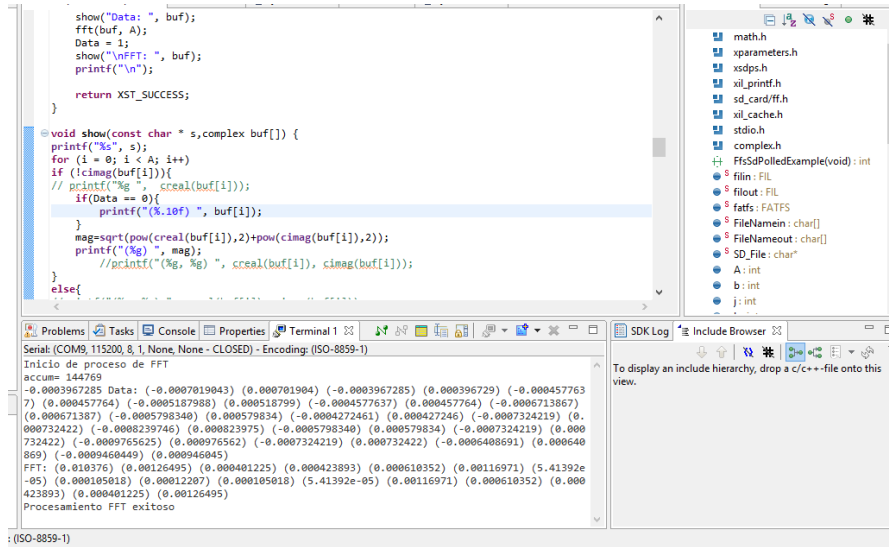 show("Data: ", buf);
fft(buf, A);
Data = 1;
show("\nFFT: ", buf);
printf("\n");
return XST_SUCCESS;
}
void show(const char * s,complex buf[]) {
printf("%s", s);
for (i = 0; i < A; i++)
if (!cimag(buf[i])){
// printf("%g ",  creal(buf[i]));
if(Data == 0){
printf("(%.10f) ", buf[i]);
}
mag=sqrt(pow(creal(buf[i]),2)+pow(cimag(buf[i]),2));
printf("(%g) ", mag);
//printf("(%g, %g) ", creal(buf[i]), cimag(buf[i]));
}
else{
math.h
xparameters.h
xsdps.h
xil_printf.h
sd_card/ff.h
xil_cache.h
stdio.h
complex.h
FfsSdPolledExample(void) : int
filin : FIL
filout : FIL
fatfs : FATFS
FileNamein : char[]
FileNameout : char[]
SD_File : char*
A : int
b : int
j : int
Problems Tasks Console Properties Terminal 1
Serial: (COM9, 115200, 8, 1, None, None - CLOSED) - Encoding: (ISO-8859-1)
Inicio de proceso de FFT
accum= 144769
-0.0003967285 Data: (-0.0007019043) (0.000701904) (-0.0003967285) (0.000396729) (-0.000457763
7) (0.000457764) (-0.0005187988) (0.000518799) (-0.0004577637) (0.000457764) (-0.0006713867)
(0.000671387) (-0.0005798340) (0.000579834) (-0.0004272461) (0.000427246) (-0.0007324219) (0.
000732422) (-0.0008239746) (0.000823975) (-0.0005798340) (0.000579834) (-0.0007324219) (0.000
732422) (-0.0009765625) (0.000976562) (-0.0007324219) (0.000732422) (-0.0006408691) (0.000640
869) (-0.0009460449) (0.000946045)
FFT: (0.010376) (0.00126495) (0.000401225) (0.000423893) (0.000610352) (0.00116971) (5.41392e
-05) (0.000105018) (0.00012207) (0.000105018) (5.41392e-05) (0.00116971) (0.000610352) (0.000
423893) (0.000401225) (0.00126495)
Procesamiento FFT exitoso
SDK Log Include Browser
To display an include hierarchy, drop a c/c++-file onto this
view.
: (ISO-8859-1)